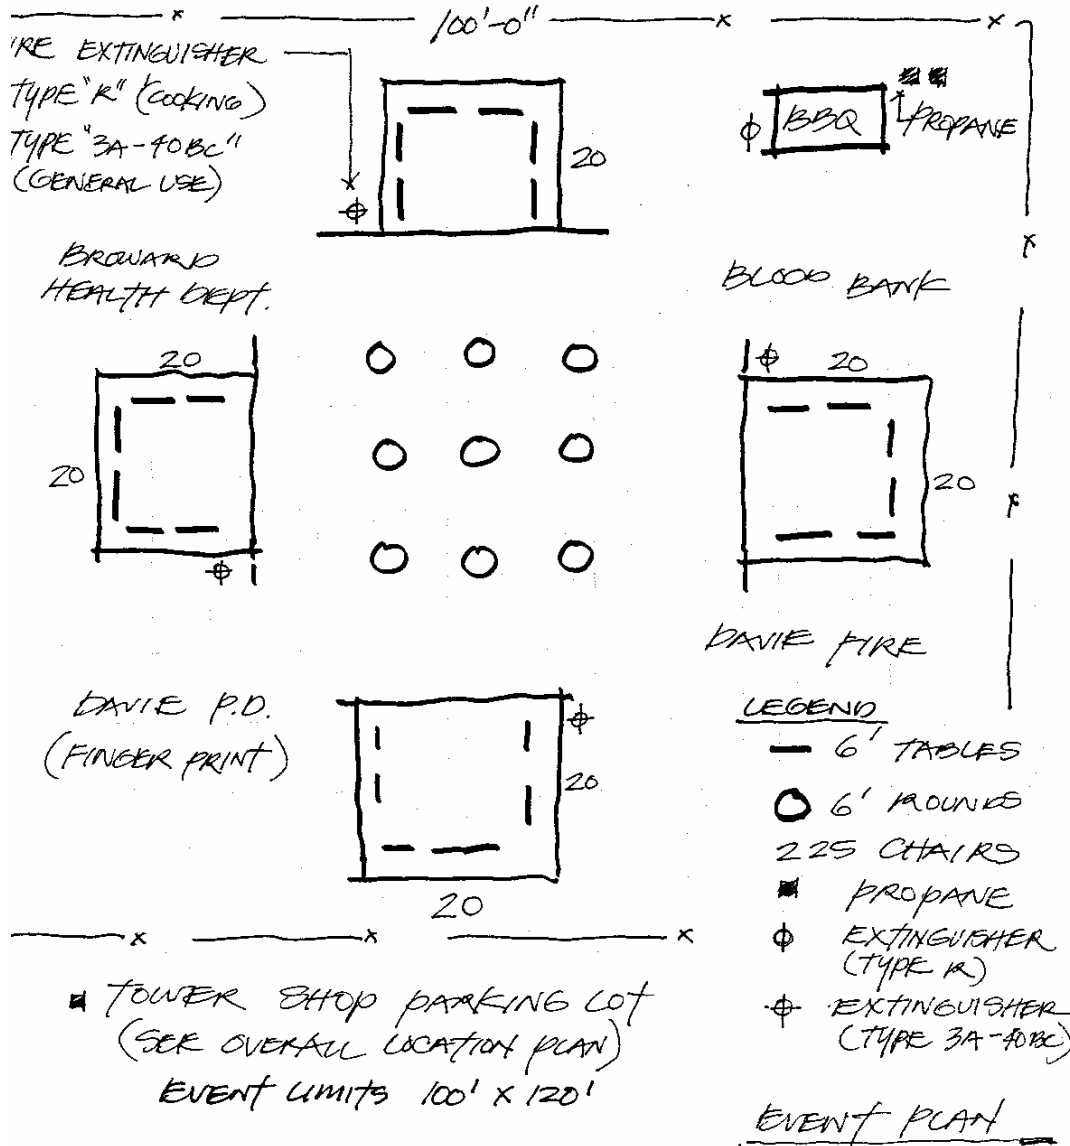 100'-0"
IRE EXTINGUISHER
TYPE "K" (COOKING)
TYPE "3A-40BC"
(GENERAL USE)
20
BBQ
PROPANE
BROWARD
HEALTH DEPT.
BLOOD BANK
20
20
20
20
DAVIE FIRE
DAVIE P.D.
(FINGER PRINT)
20
20
LEGEND
6' TABLES
6' ROUNDS
225 CHAIRS
PROPANE
EXTINGUISHER
(TYPE K)
EXTINGUISHER
(TYPE 3A-40BC)
TOWER SHOP PARKING LOT
(SEE OVERALL LOCATION PLAN)
EVENT LIMITS 100' X 120'
EVENT PLAN